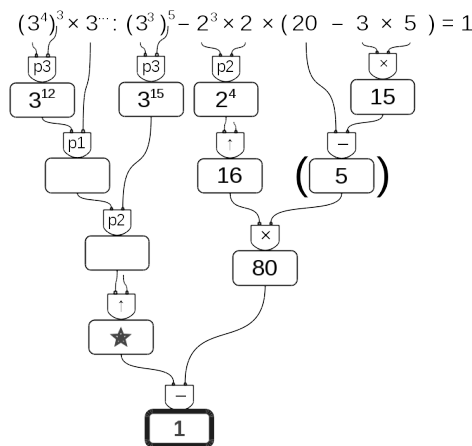 (3⁴)³ × 3^... : (3³)⁵ − 2³ × 2 × (20 − 3 × 5 ) = 1
p3 p3 p2 ×
3¹² 3¹⁵ 2⁴ 15
p1 ↑ −
16 ( 5 )
p2 ×
80
↑
★
−
1